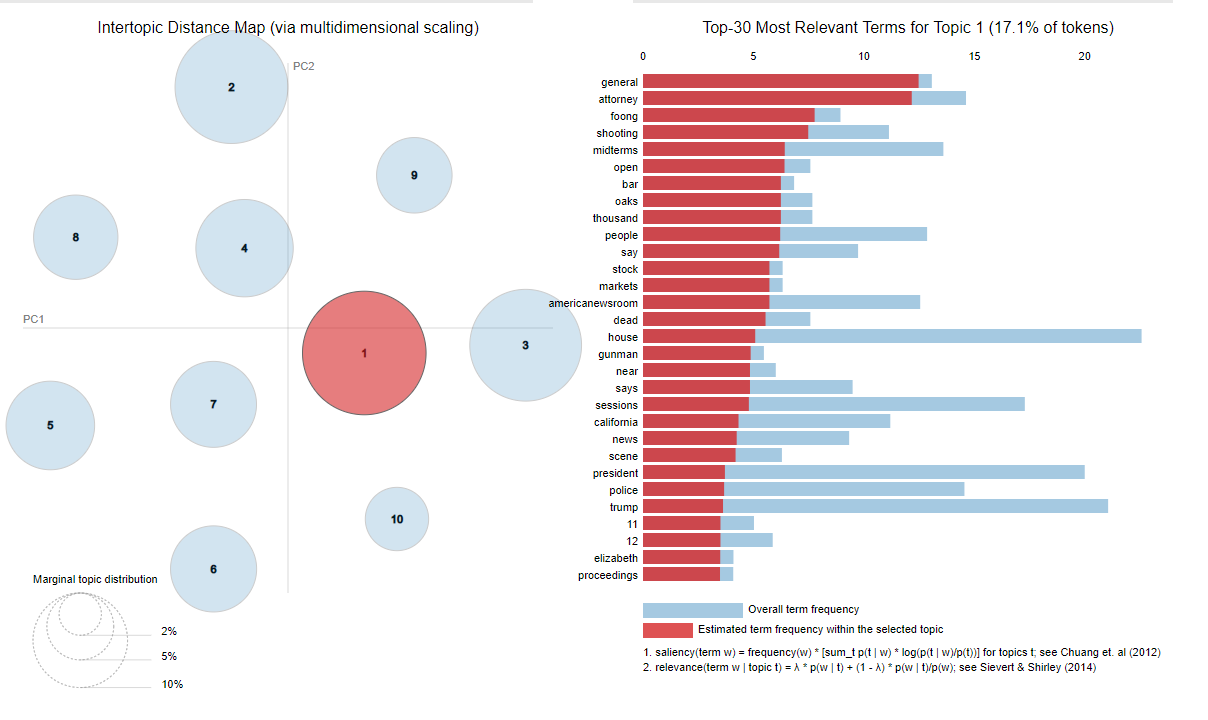 Intertopic Distance Map (via multidimensional scaling)
PC2
2
9
8
4
PC1
1
3
7
5
10
6
Marginal topic distribution
2%
5%
10%
Top-30 Most Relevant Terms for Topic 1 (17.1% of tokens)
0 5 10 15 20
general
attorney
foong
shooting
midterms
open
bar
oaks
thousand
people
say
stock
markets
americanewsroom
dead
house
gunman
near
says
sessions
california
news
scene
president
police
trump
11
12
elizabeth
proceedings
Overall term frequency
Estimated term frequency within the selected topic
1. saliency(term w) = frequency(w) * [sum_t p(t | w) * log(p(t | w)/p(t))] for topics t; see Chuang et. al (2012)
2. relevance(term w | topic t) = λ * p(w | t) + (1 - λ) * p(w | t)/p(w); see Sievert & Shirley (2014)